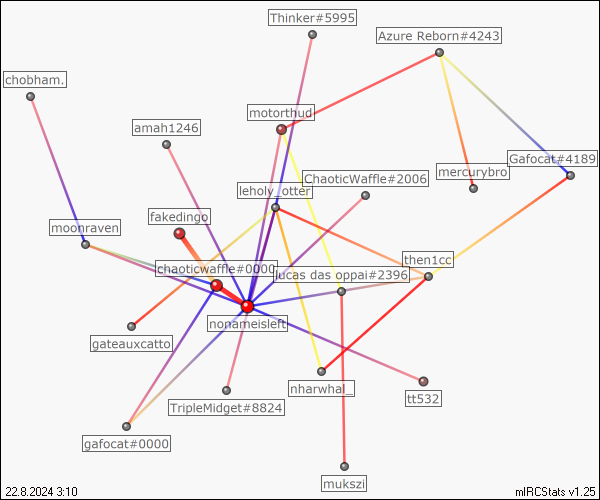 Thinker#5995
Azure Reborn#4243
chobham.
motorthud
amah1246
Gafocat#4189
mercurybro
ChaoticWaffle#2006
leholy_otter
fakedingo
moonraven
then1cc
chaoticwaffle#0000
lucas das oppai#2396
nonameisleft
gateauxcatto
nharwhal_
tt532
TripleMidget#8824
gafocat#0000
mukszi
22.8.2024 3:10
mIRCStats v1.25